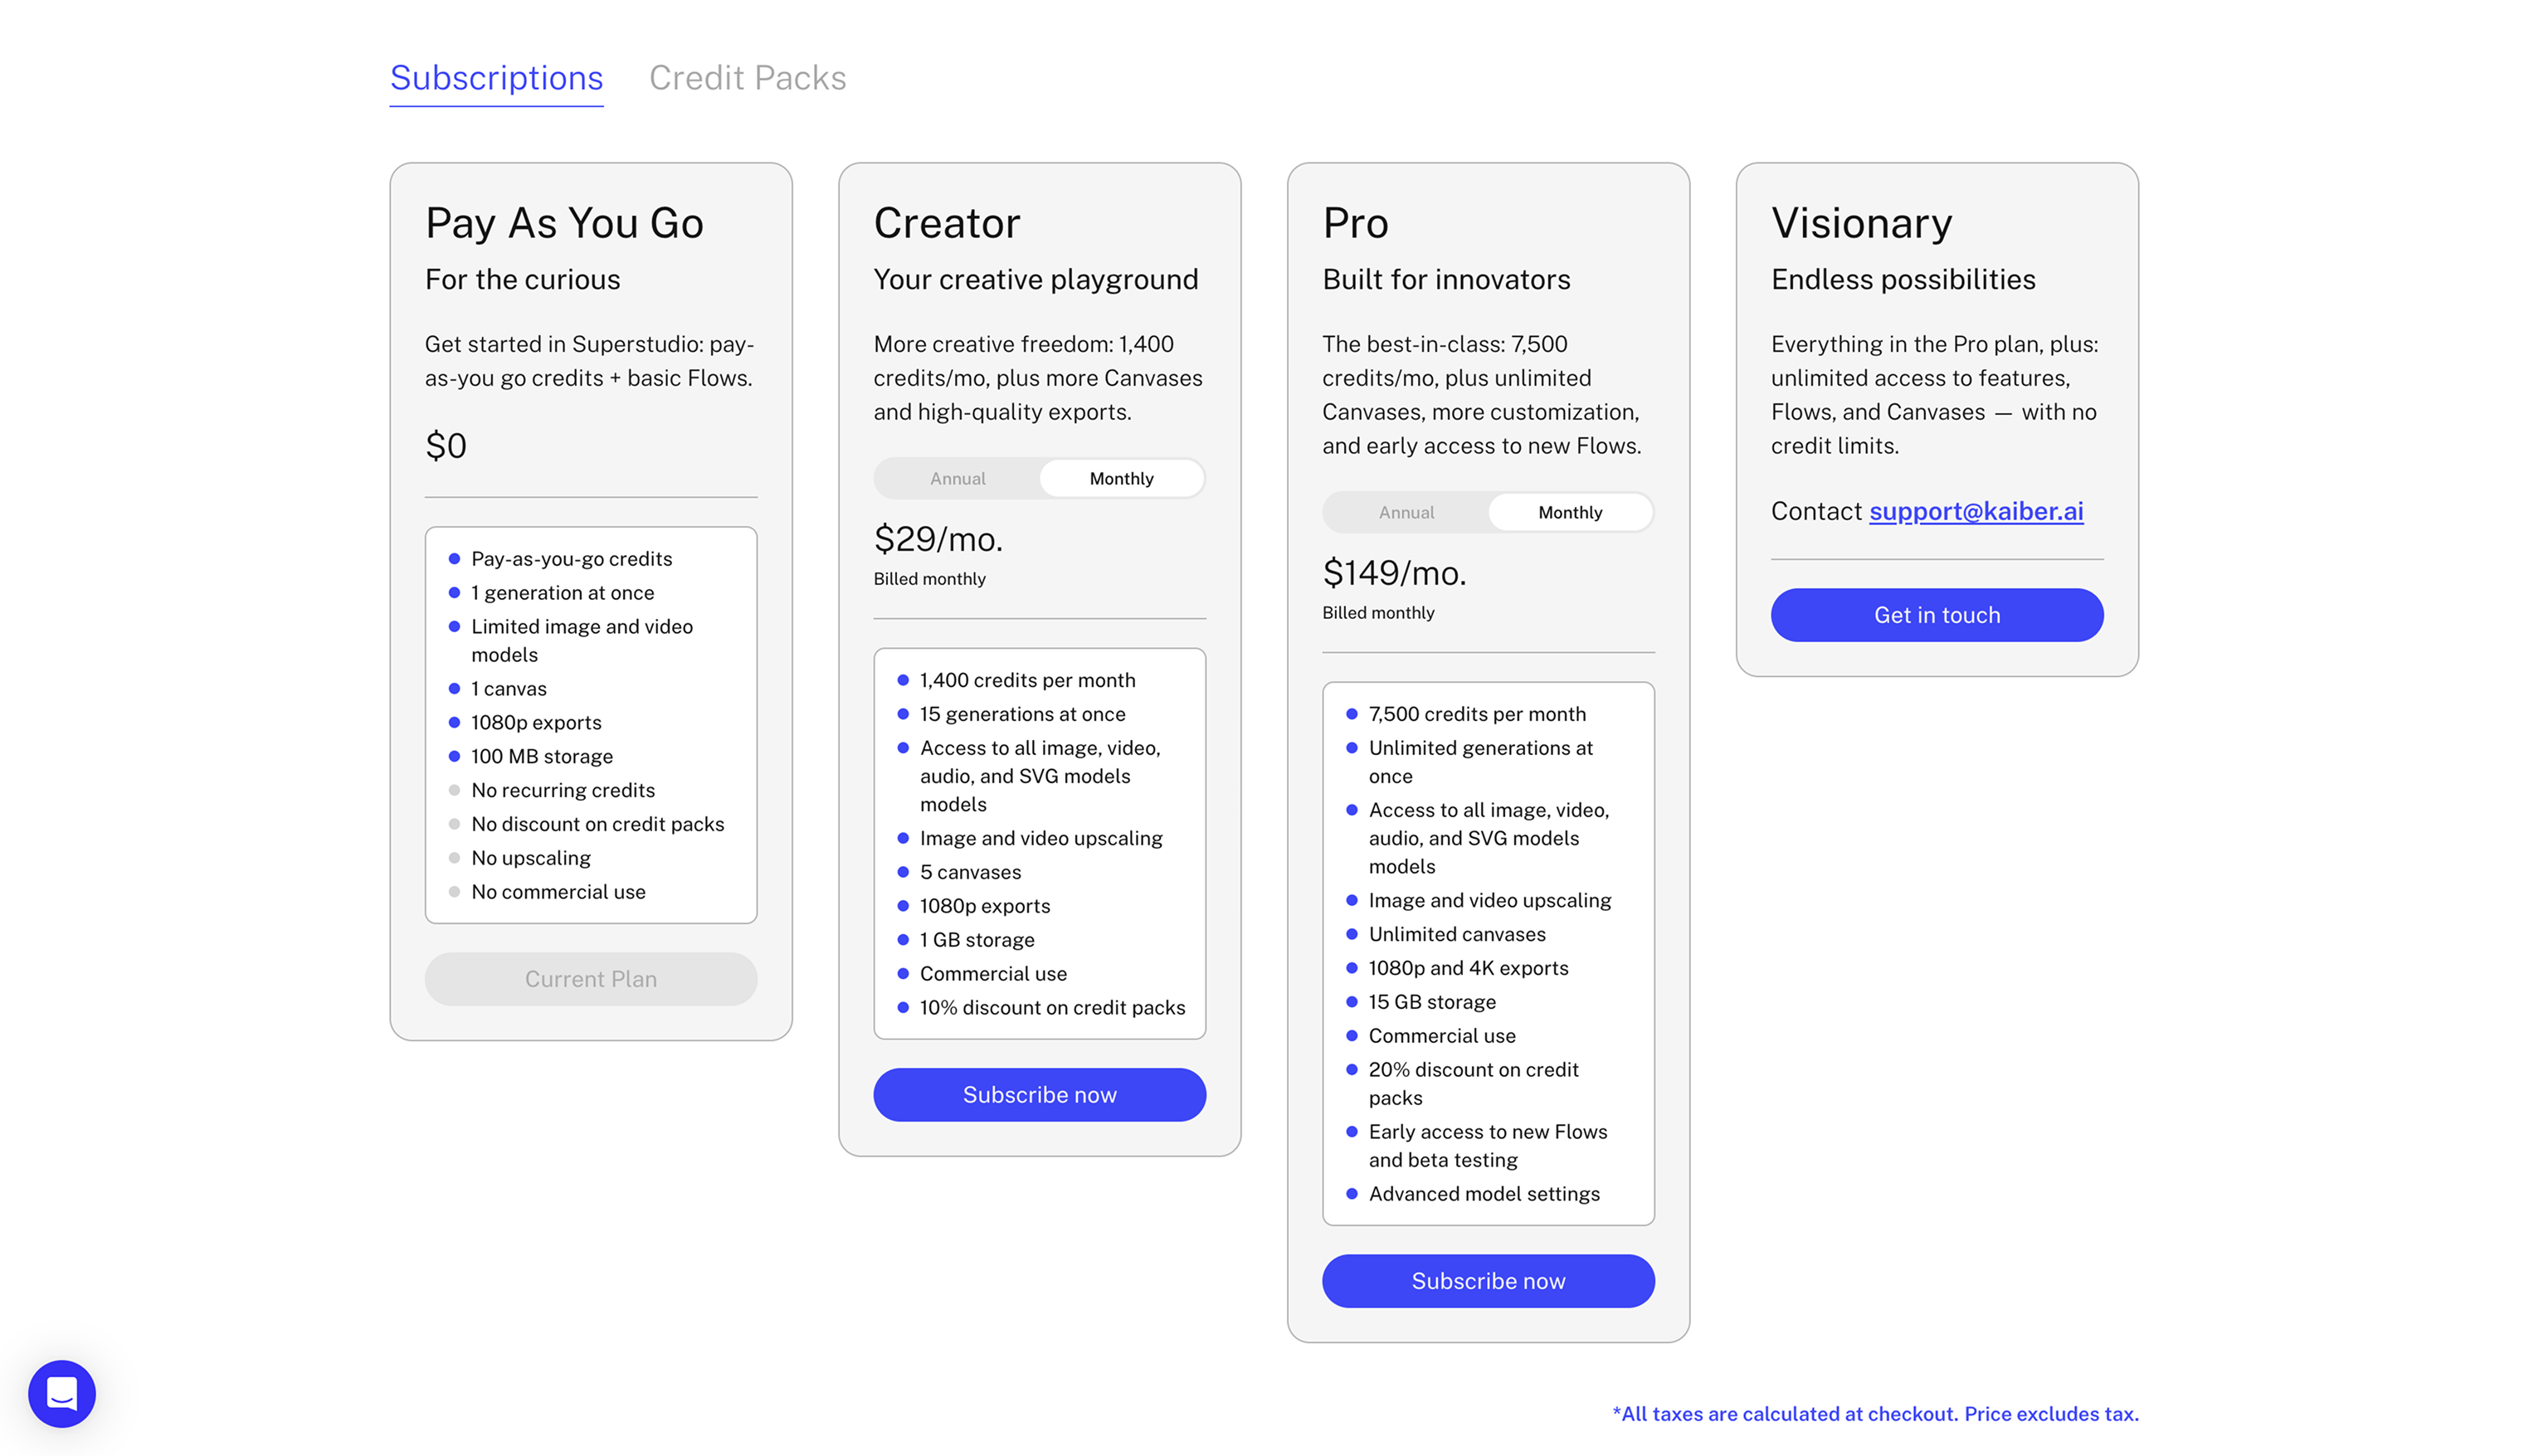 Subscriptions
Credit Packs
Pay As You Go
For the curious
Get started in Superstudio: pay-
as-you go credits + basic Flows.
$0
Pay-as-you-go credits
1 generation at once
Limited image and video
models
1 canvas
1080p exports
100 MB storage
No recurring credits
No discount on credit packs
No upscaling
No commercial use
Current Plan
Creator
Your creative playground
More creative freedom: 1,400
credits/mo, plus more Canvases
and high-quality exports.
Annual
Monthly
$29/mo.
Billed monthly
1,400 credits per month
15 generations at once
Access to all image, video,
audio, and SVG models
models
Image and video upscaling
5 canvases
1080p exports
1 GB storage
Commercial use
10% discount on credit packs
Subscribe now
Pro
Built for innovators
The best-in-class: 7,500
credits/mo, plus unlimited
Canvases, more customization,
and early access to new Flows.
Annual
Monthly
$149/mo.
Billed monthly
7,500 credits per month
Unlimited generations at
once
Access to all image, video,
audio, and SVG models
models
Image and video upscaling
Unlimited canvases
1080p and 4K exports
15 GB storage
Commercial use
20% discount on credit
packs
Early access to new Flows
and beta testing
Advanced model settings
Subscribe now
Visionary
Endless possibilities
Everything in the Pro plan, plus:
unlimited access to features,
Flows, and Canvases — with no
credit limits.
Contact support@kaiber.ai
Get in touch
*All taxes are calculated at checkout. Price excludes tax.